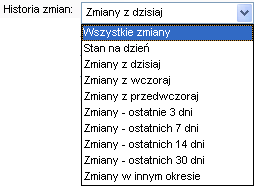 Historia zmian: Zmiany z dzisiaj
Wszystkie zmiany
Stan na dzień
Zmiany z dzisiaj
Zmiany z wczoraj
Zmiany z przedwczoraj
Zmiany - ostatnie 3 dni
Zmiany - ostatnich 7 dni
Zmiany - ostatnich 14 dni
Zmiany - ostatnich 30 dni
Zmiany w innym okresie